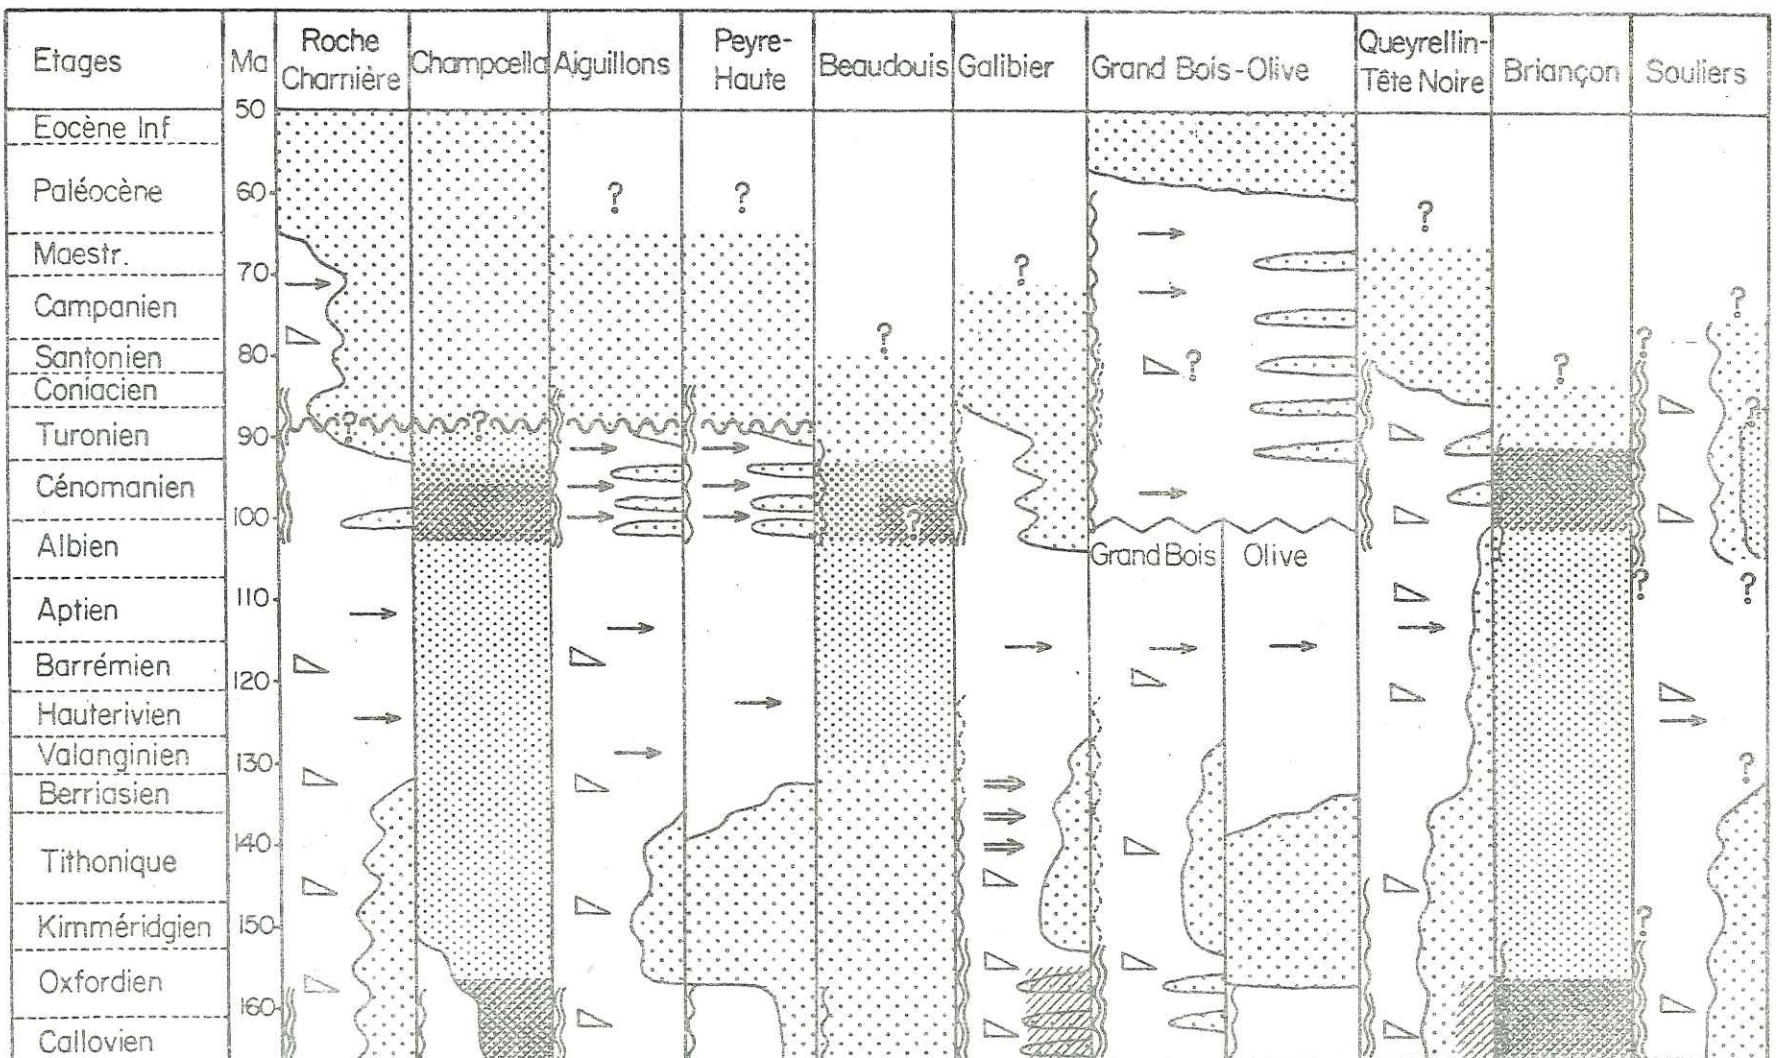 Etages
Ma
Roche
Charnière
Champcella
Aiguillons
Peyre-
Haute
Beaudouis
Galibier
Grand Bois-Olive
Queyrellin-
Tête Noire
Briançon
Souliers
50
Eocène Inf
Paléocène
60
?
?
?
Maestr.
70
?
?
Campanien
?
?
Santonien
80
?
?
Coniacien
?
?
?
Turonien
90
Cénomanien
100
?
Albien
Grand Bois
Olive
?
?
110
Aptien
Barrémien
120
Hauterivien
Valanginien
130
?
Berriasien
140
Tithonique
Kimméridgien
150
?
Oxfordien
160
Callovien